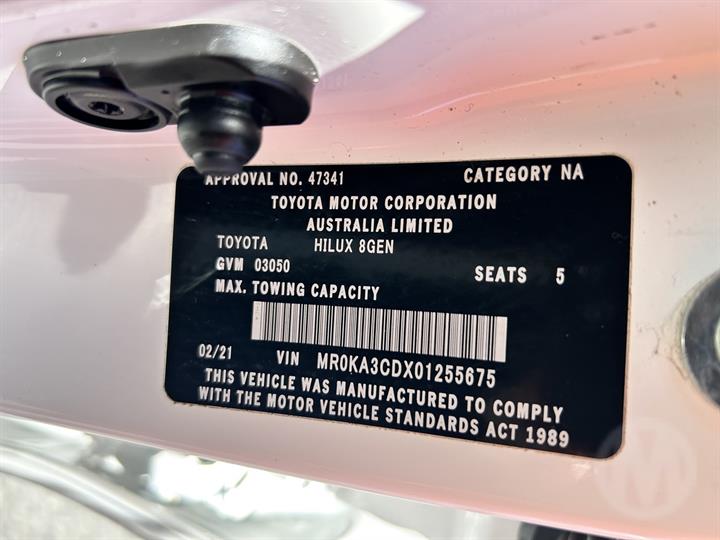 APPROVAL NO. 47341 CATEGORY NA
TOYOTA MOTOR CORPORATION
AUSTRALIA LIMITED
TOYOTA HILUX 8GEN
GVM 03050 SEATS 5
MAX. TOWING CAPACITY
02/21 VIN MR0KA3CDX01255675
THIS VEHICLE WAS MANUFACTURED TO COMPLY
WITH THE MOTOR VEHICLE STANDARDS ACT 1989
M